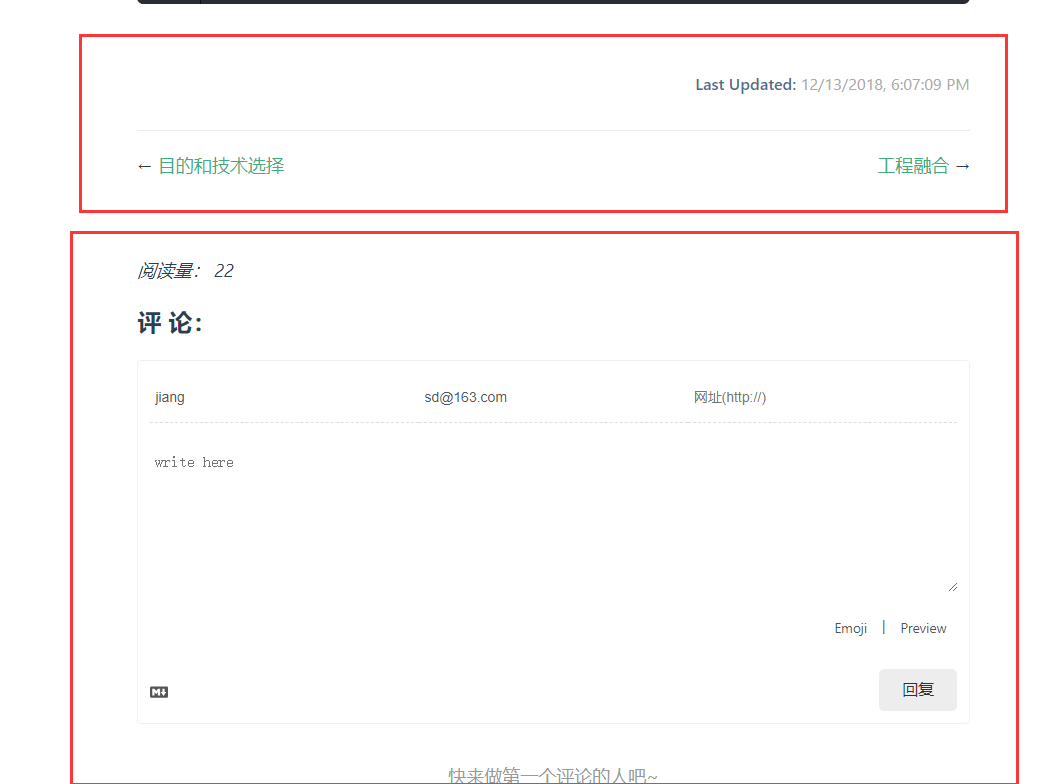 Last Updated: 12/13/2018, 6:07:09 PM
← 目的和技术选择 工程融合 →
阅读量： 22
评 论：
jiang sd@163.com 网址(http://)
write here
Emoji | Preview
M↓ 回复
快来做第一个评论的人吧~